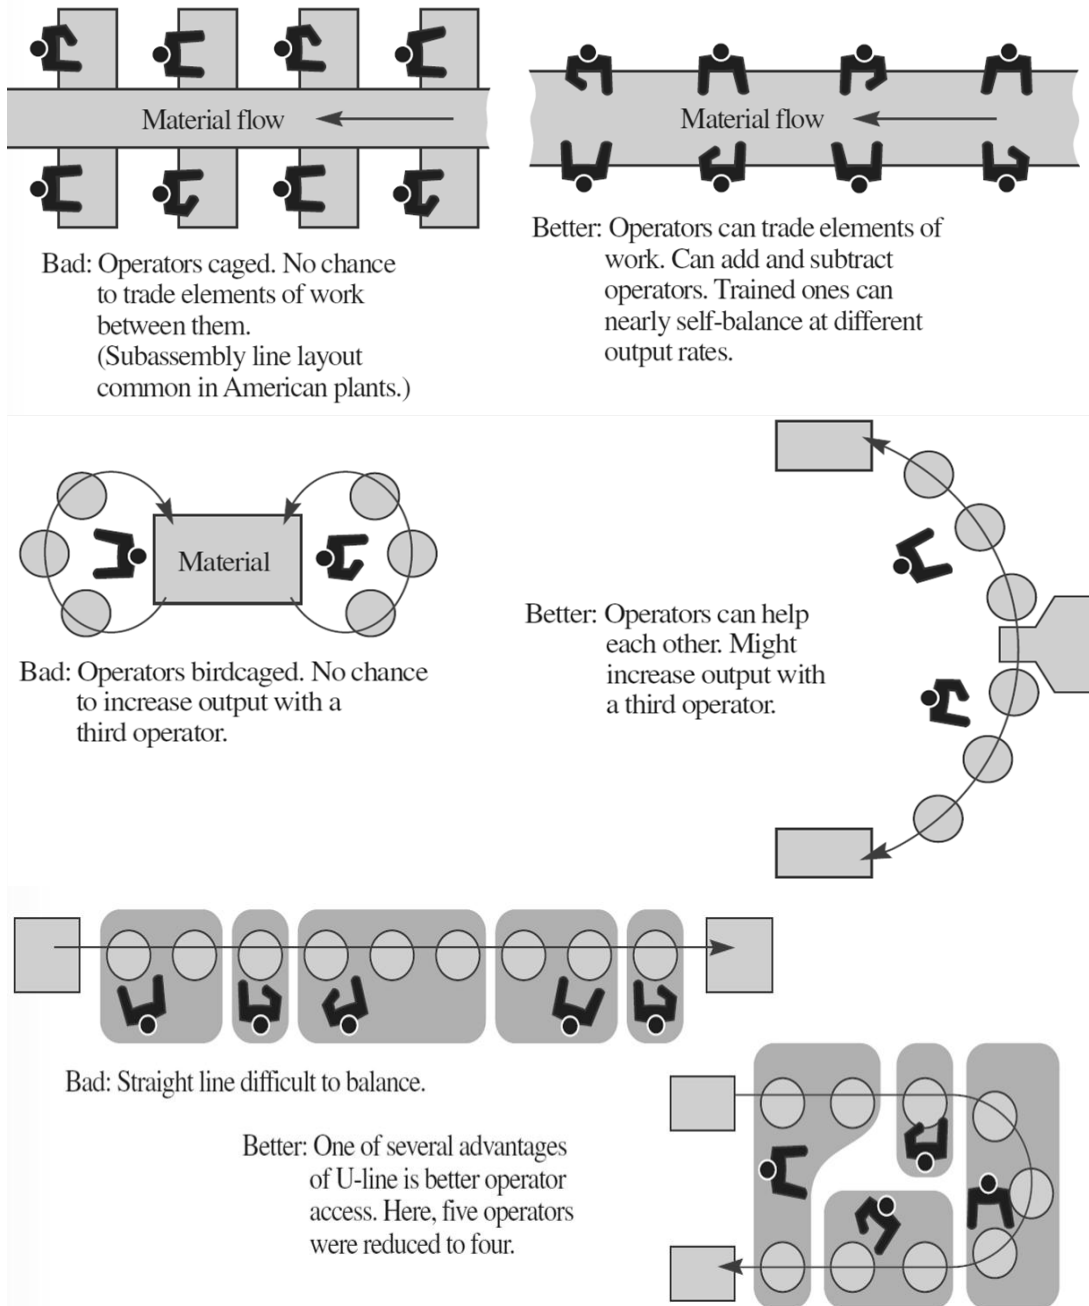 Material flow
Bad: Operators caged. No chance
to trade elements of work
between them.
(Subassembly line layout
common in American plants.)
Material flow
Better: Operators can trade elements of
work. Can add and subtract
operators. Trained ones can
nearly self-balance at different
output rates.
Material
Bad: Operators birdcaged. No chance
to increase output with a
third operator.
Better: Operators can help
each other. Might
increase output with
a third operator.
Bad: Straight line difficult to balance.
Better: One of several advantages
of U-line is better operator
access. Here, five operators
were reduced to four.